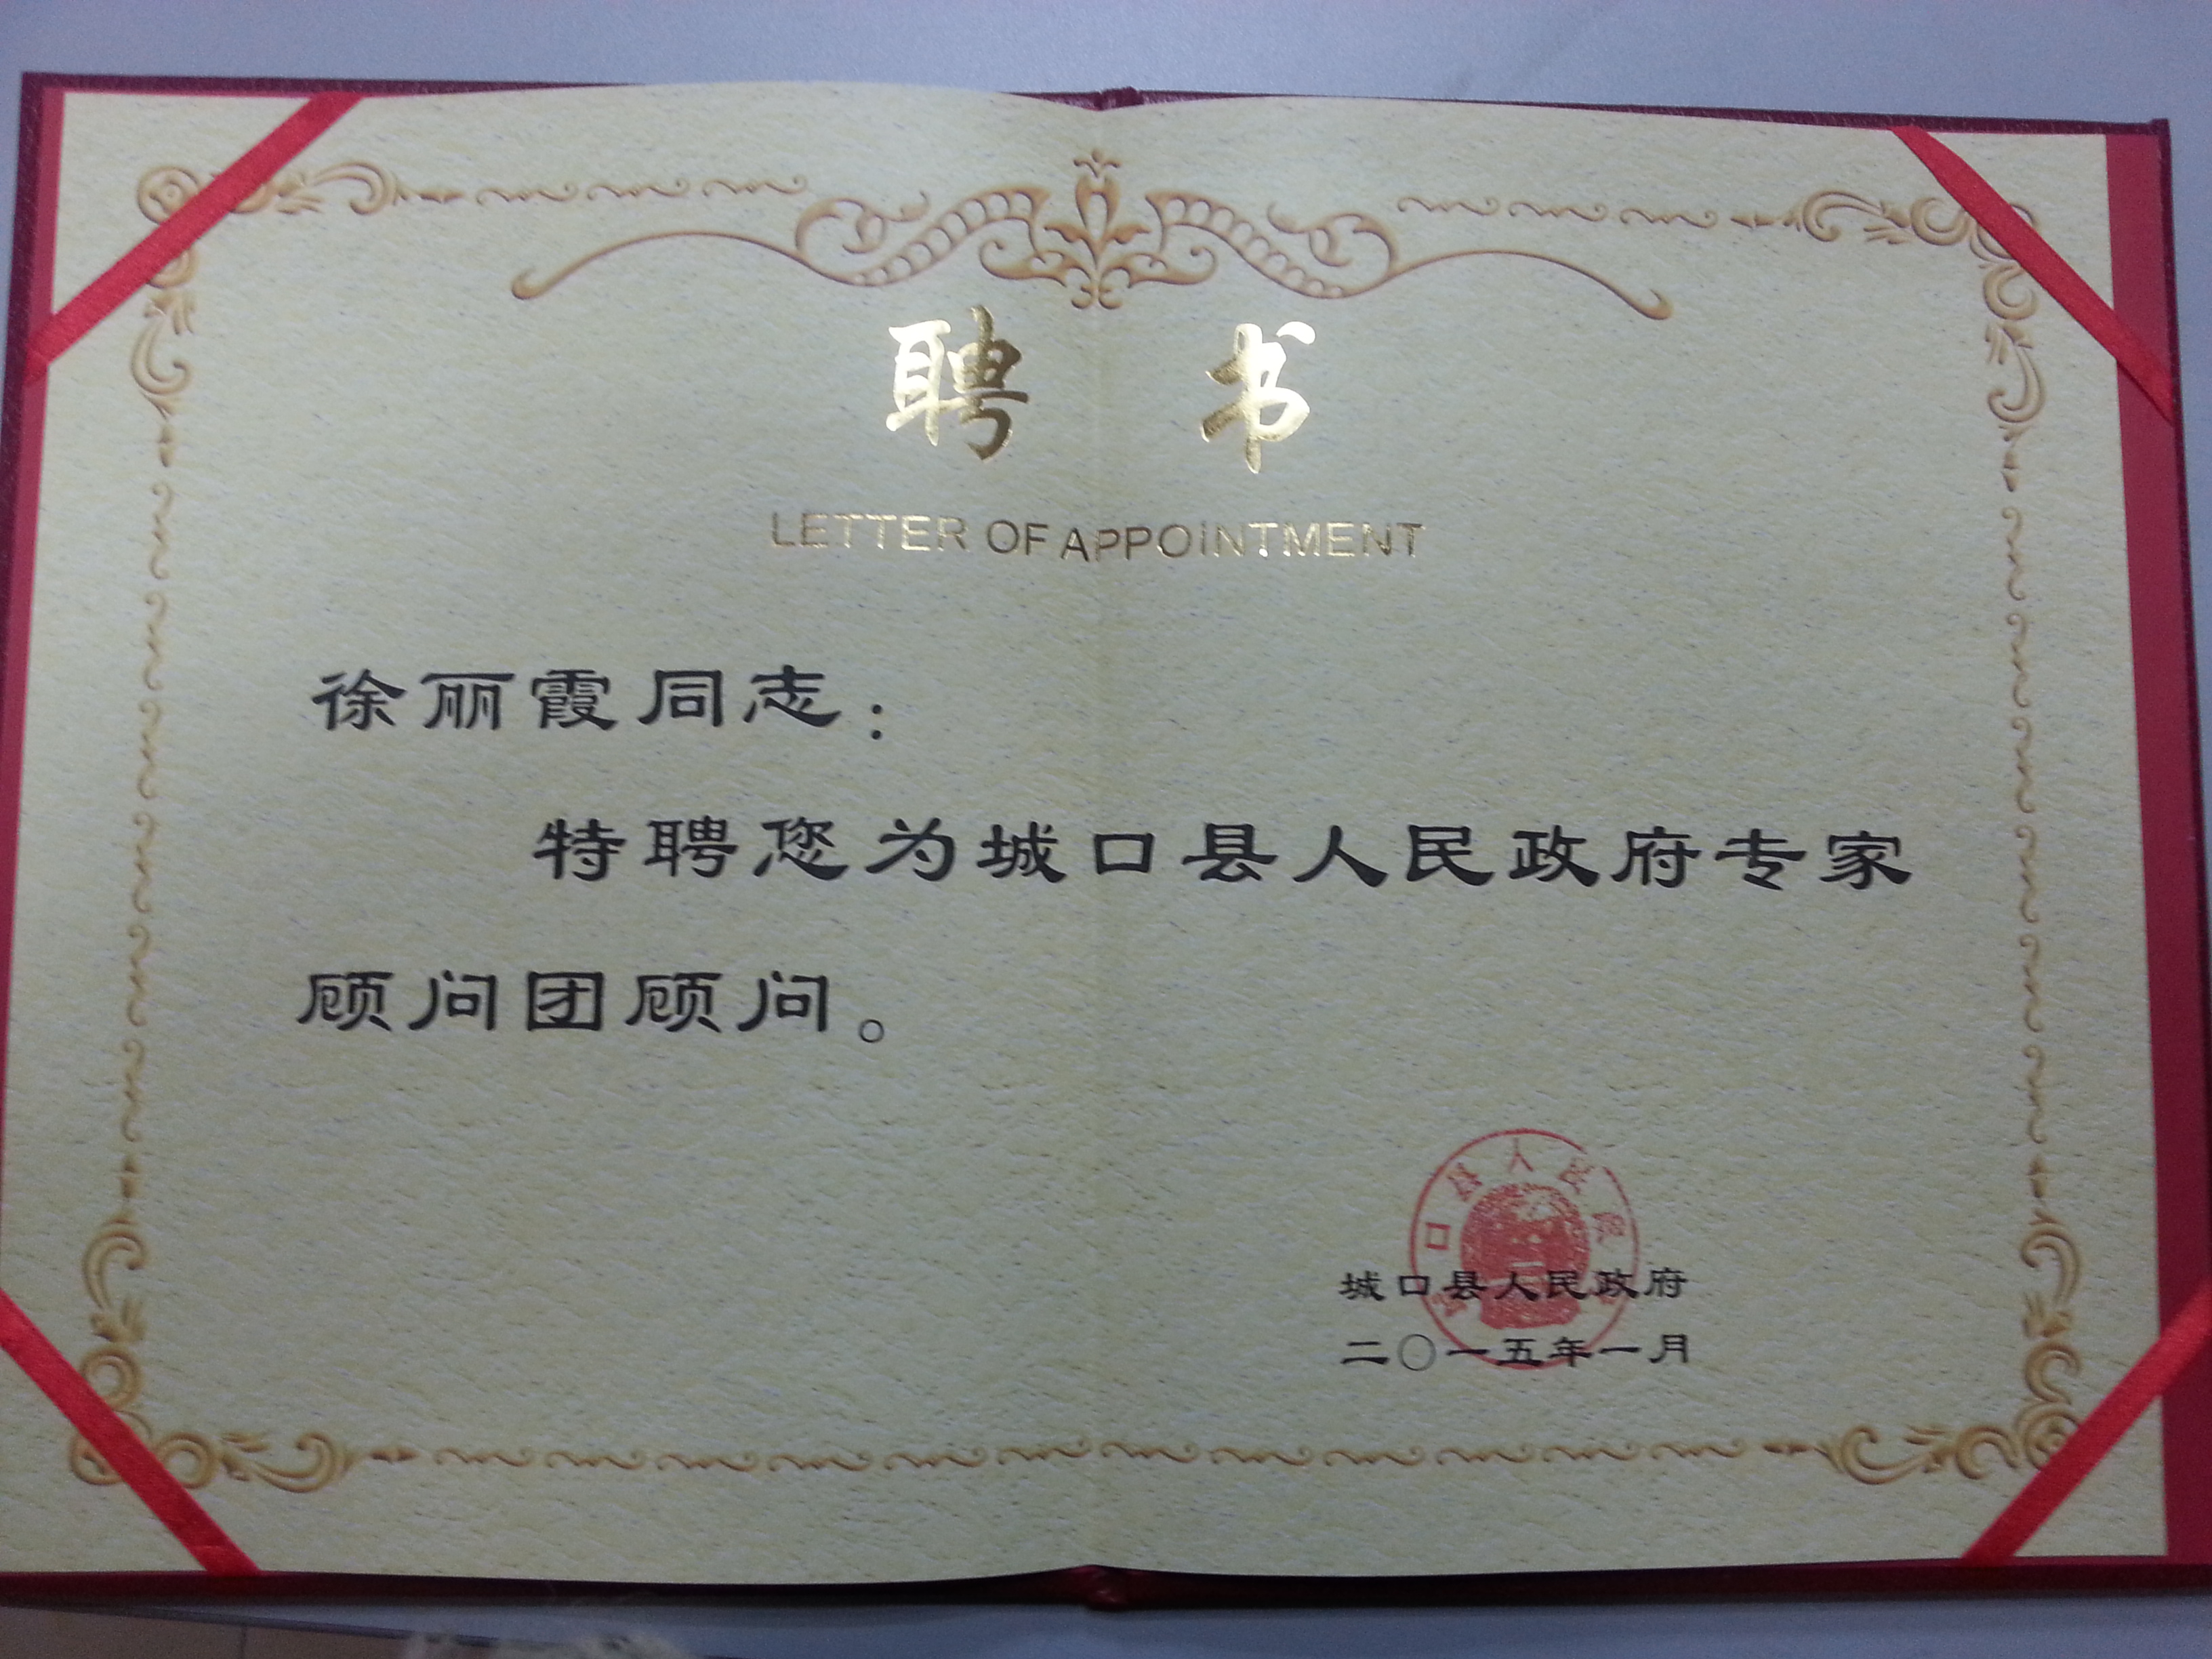 聘书
LETTER OF APPOINTMENT
徐丽霞同志：
特聘您为城口县人民政府专家
顾问团顾问。
城口县人民政府
二〇一五年一月